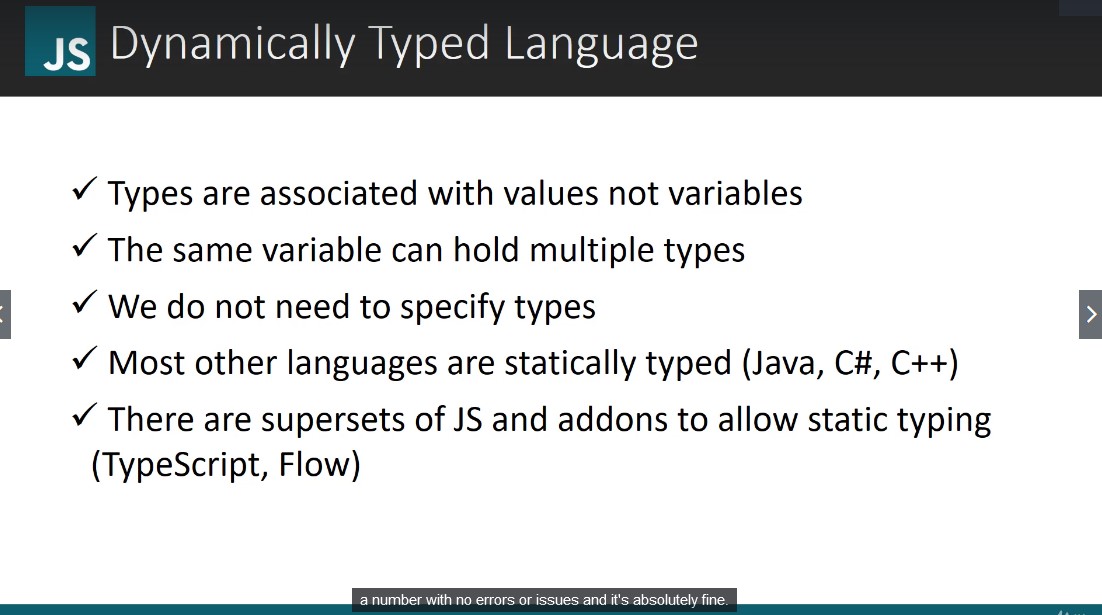 JS Dynamically Typed Language
✓ Types are associated with values not variables
✓ The same variable can hold multiple types
✓ We do not need to specify types
✓ Most other languages are statically typed (Java, C#, C++)
✓ There are supersets of JS and addons to allow static typing
(TypeScript, Flow)
a number with no errors or issues and it's absolutely fine.